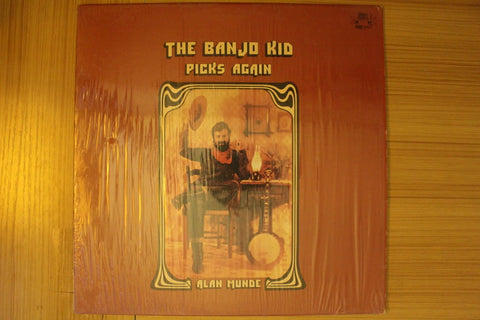 THE BANJO KID
PICKS AGAIN
ALAN MUNDE